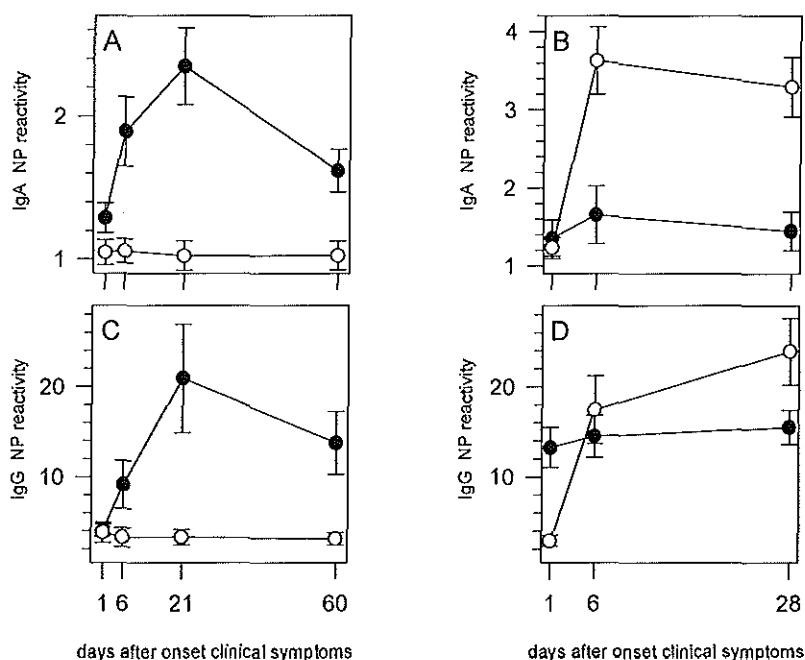 A
B
IgA NP reactivity
2
1
IgA NP reactivity
4
3
2
1
C
D
IgG NP reactivity
20
10
IgG NP reactivity
20
10
1 6 21 60
1 6 28
days after onset clinical symptoms
days after onset clinical symptoms